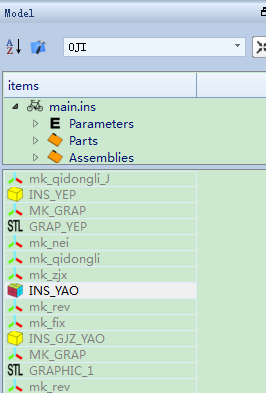 Model
A
Z
OJI
items
main.ins
E Parameters
Parts
Assemblies
mk_qidongli_J
INS_YEP
MK_GRAP
STL GRAP_YEP
mk_nei
mk_qidongli
mk_zjx
INS_YAO
mk_rev
mk_fix
INS_GJZ_YAO
MK_GRAP
STL GRAPHIC_1
mk_rev